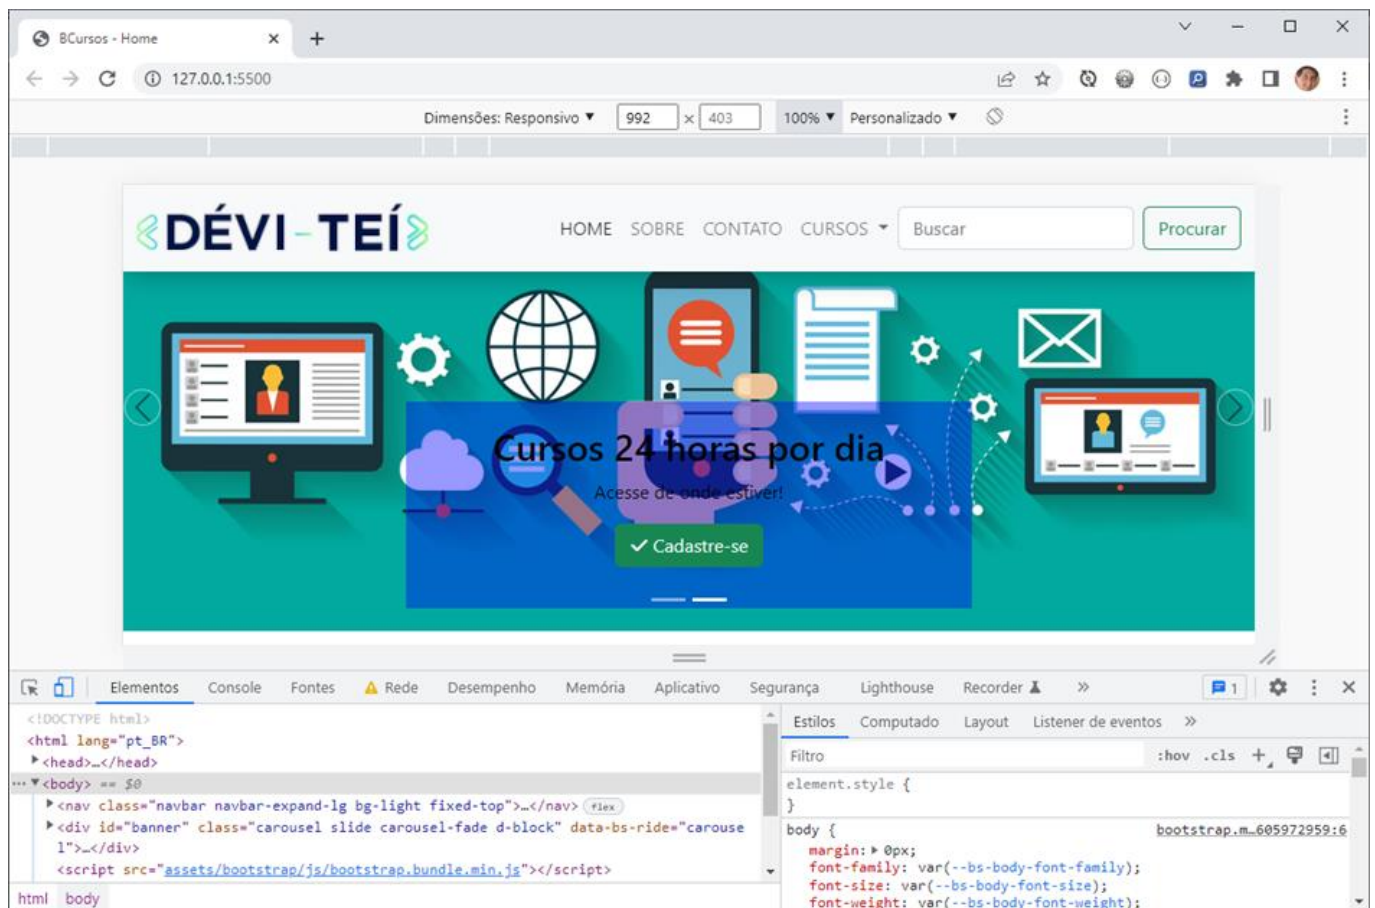 BCursos - Home
127.0.0.1:5500
Dimensões: Responsivo 992 × 403 100% Personalizado
DÉVI-TEÍ HOME SOBRE CONTATO CURSOS Buscar Procurar
Cursos 24 horas por dia
Acesse de onde estiver!
Cadastre-se
Elementos Console Fontes Rede Desempenho Memória Aplicativo Segurança Lighthouse Recorder » 1
<!DOCTYPE html>
<html lang="pt_BR">
<head>…</head>
… <body> == $0
<nav class="navbar navbar-expand-lg bg-light fixed-top">…</nav> flex
<div id="banner" class="carousel slide carousel-fade d-block" data-bs-ride="carouse
l">…</div>
<script src="assets/bootstrap/js/bootstrap.bundle.min.js"></script>
html body
Estilos Computado Layout Listener de eventos »
Filtro :hov .cls +
element.style {
}
body { bootstrap.m…605972959:6
margin: 0px;
font-family: var(--bs-body-font-family);
font-size: var(--bs-body-font-size);
font-weight: var(--bs-body-font-weight);